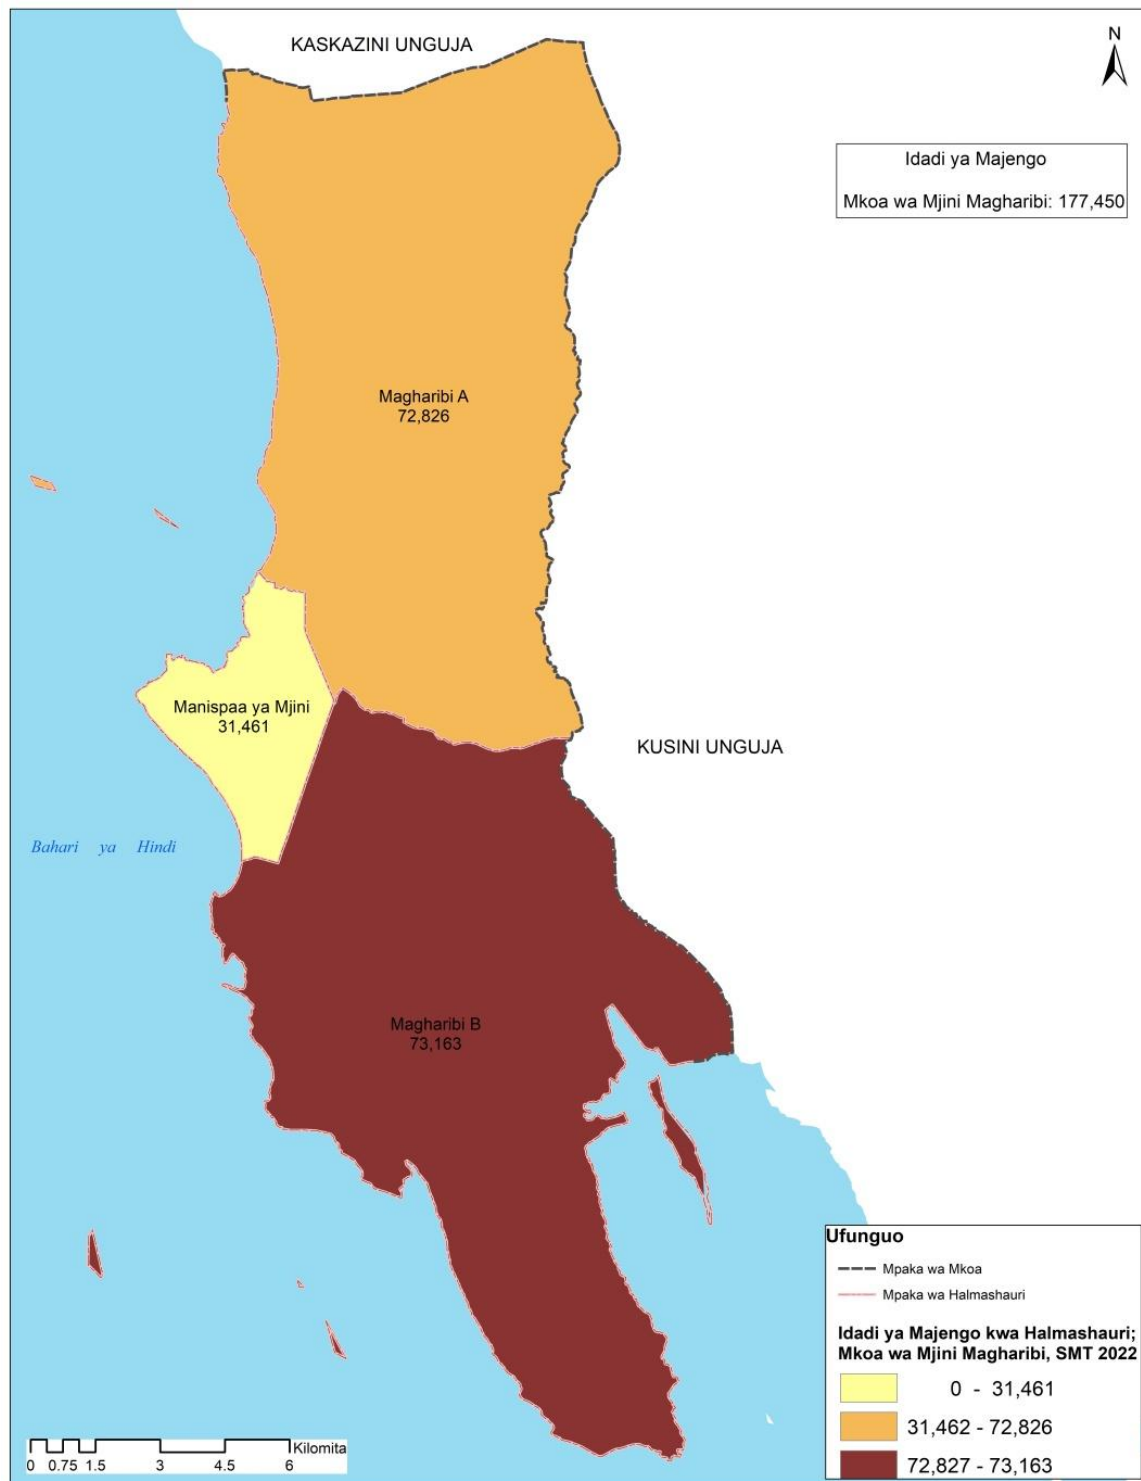 KASKAZINI UNGUJA
N
Idadi ya Majengo
Mkoa wa Mjini Magharibi: 177,450
Magharibi A
72,826
Manispaa ya Mjini
31,461
KUSINI UNGUJA
Bahari ya Hindi
Magharibi B
73,163
Ufunguo
Mpaka wa Mkoa
Mpaka wa Halmashauri
Idadi ya Majengo kwa Halmashauri;
Mkoa wa Mjini Magharibi, SMT 2022
0 - 31,461
31,462 - 72,826
72,827 - 73,163
Kilomita
0 0.75 1.5 3 4.5 6